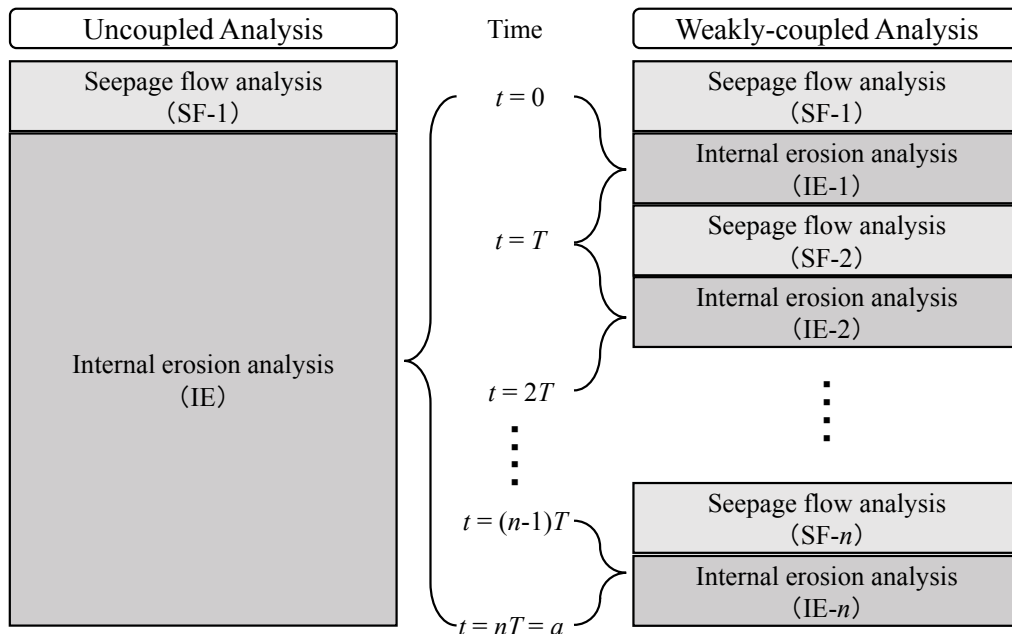 Uncoupled Analysis
Seepage flow analysis
（SF-1）
Internal erosion analysis
（IE）
Time
t = 0
t = T
t = 2T
t = (n-1)T
t = nT = a
Weakly-coupled Analysis
Seepage flow analysis
（SF-1）
Internal erosion analysis
（IE-1）
Seepage flow analysis
（SF-2）
Internal erosion analysis
（IE-2）
Seepage flow analysis
（SF-n）
Internal erosion analysis
（IE-n）